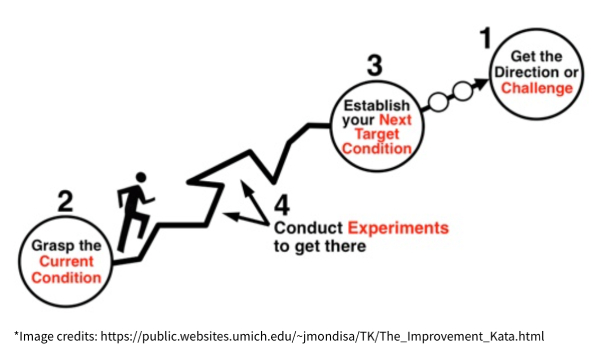 1
Get the
Direction or
Challenge
3
Establish
your Next
Target
Condition
2
Grasp the
Current
Condition
4
Conduct Experiments
to get there
*Image credits: https://public.websites.umich.edu/~jmondisa/TK/The_Improvement_Kata.html